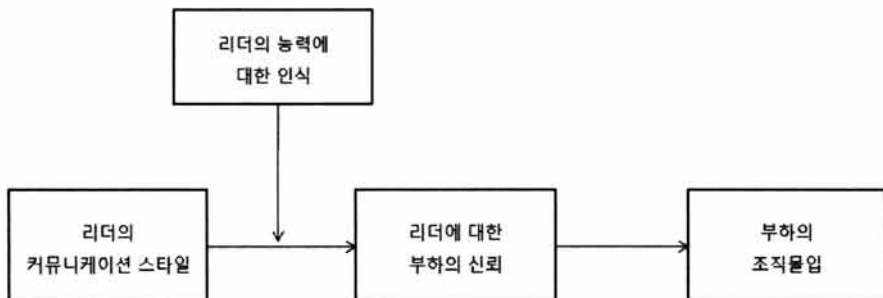 리더의 능력에
대한 인식
리더의
커뮤니케이션 스타일
리더에 대한
부하의 신뢰
부하의
조직몰입